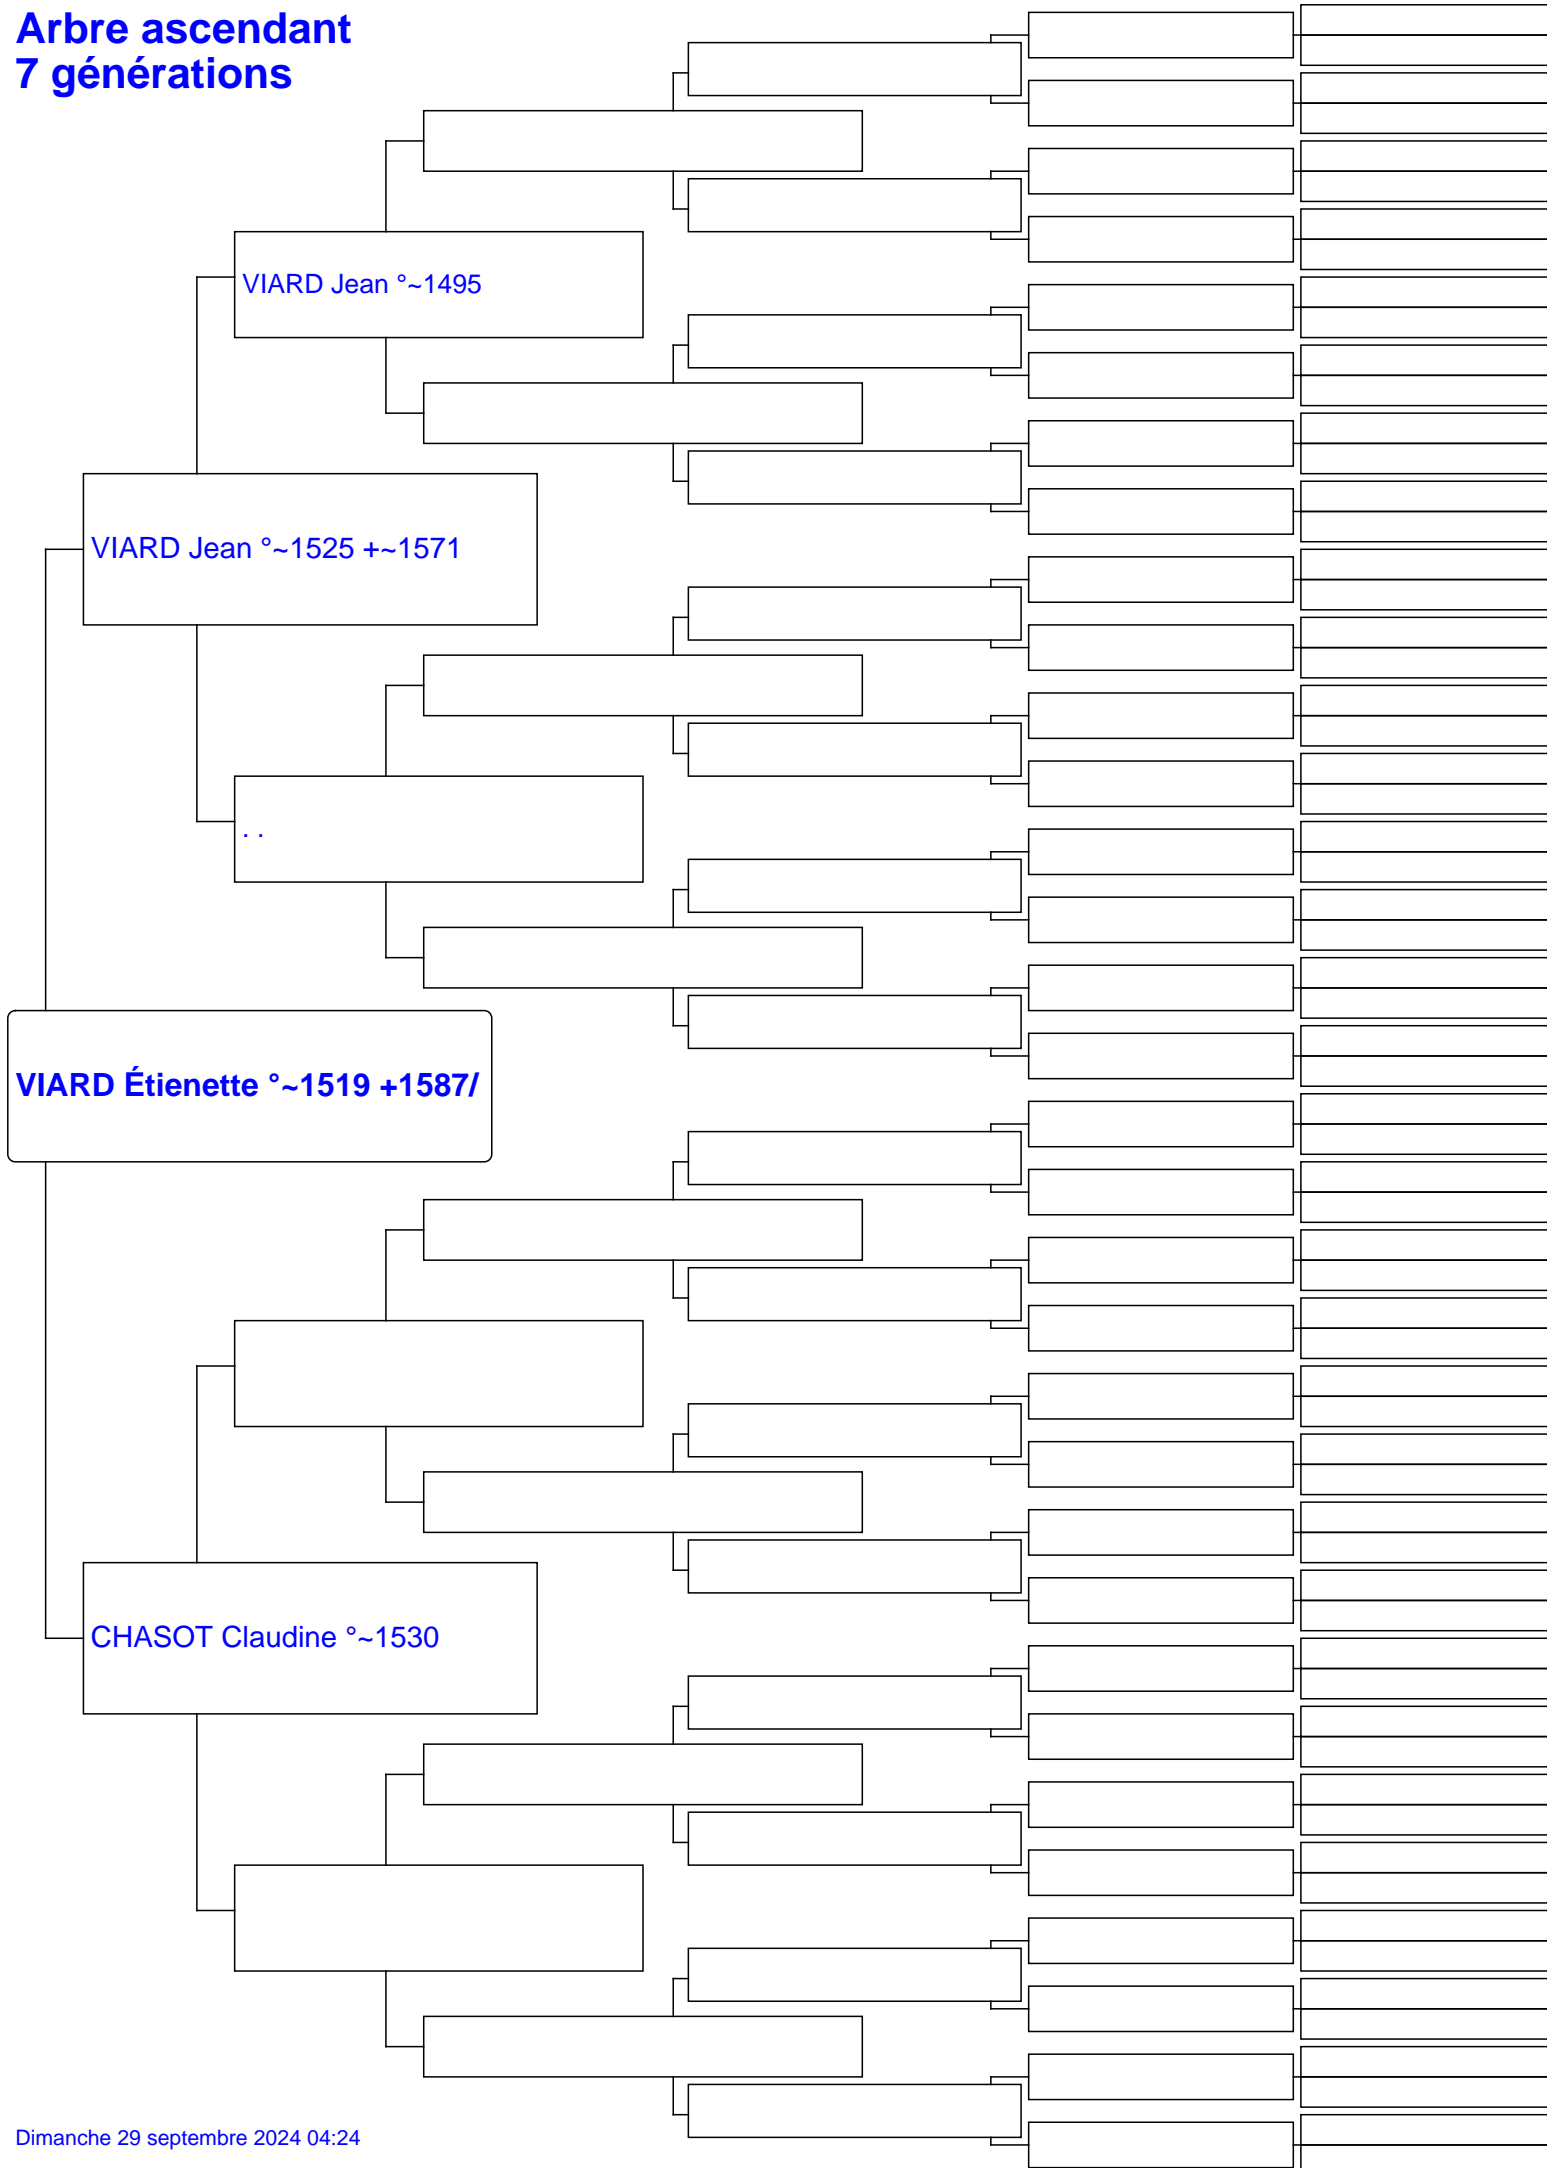 Arbre ascendant
7 générations
VIARD Jean °~1495
VIARD Jean °~1525 +~1571
. .
VIARD Étienette °~1519 +1587/
CHASOT Claudine °~1530
Dimanche 29 septembre 2024 04:24